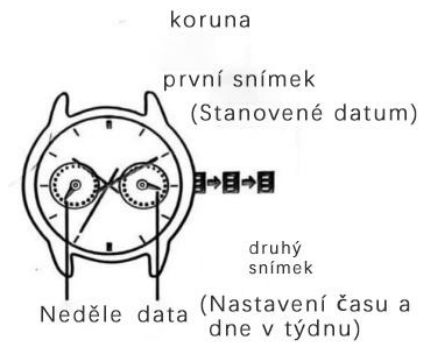 koruna
první snímek
(Stanovené datum)
druhý
snímek
Neděle data (Nastavení času a
dne v týdnu)